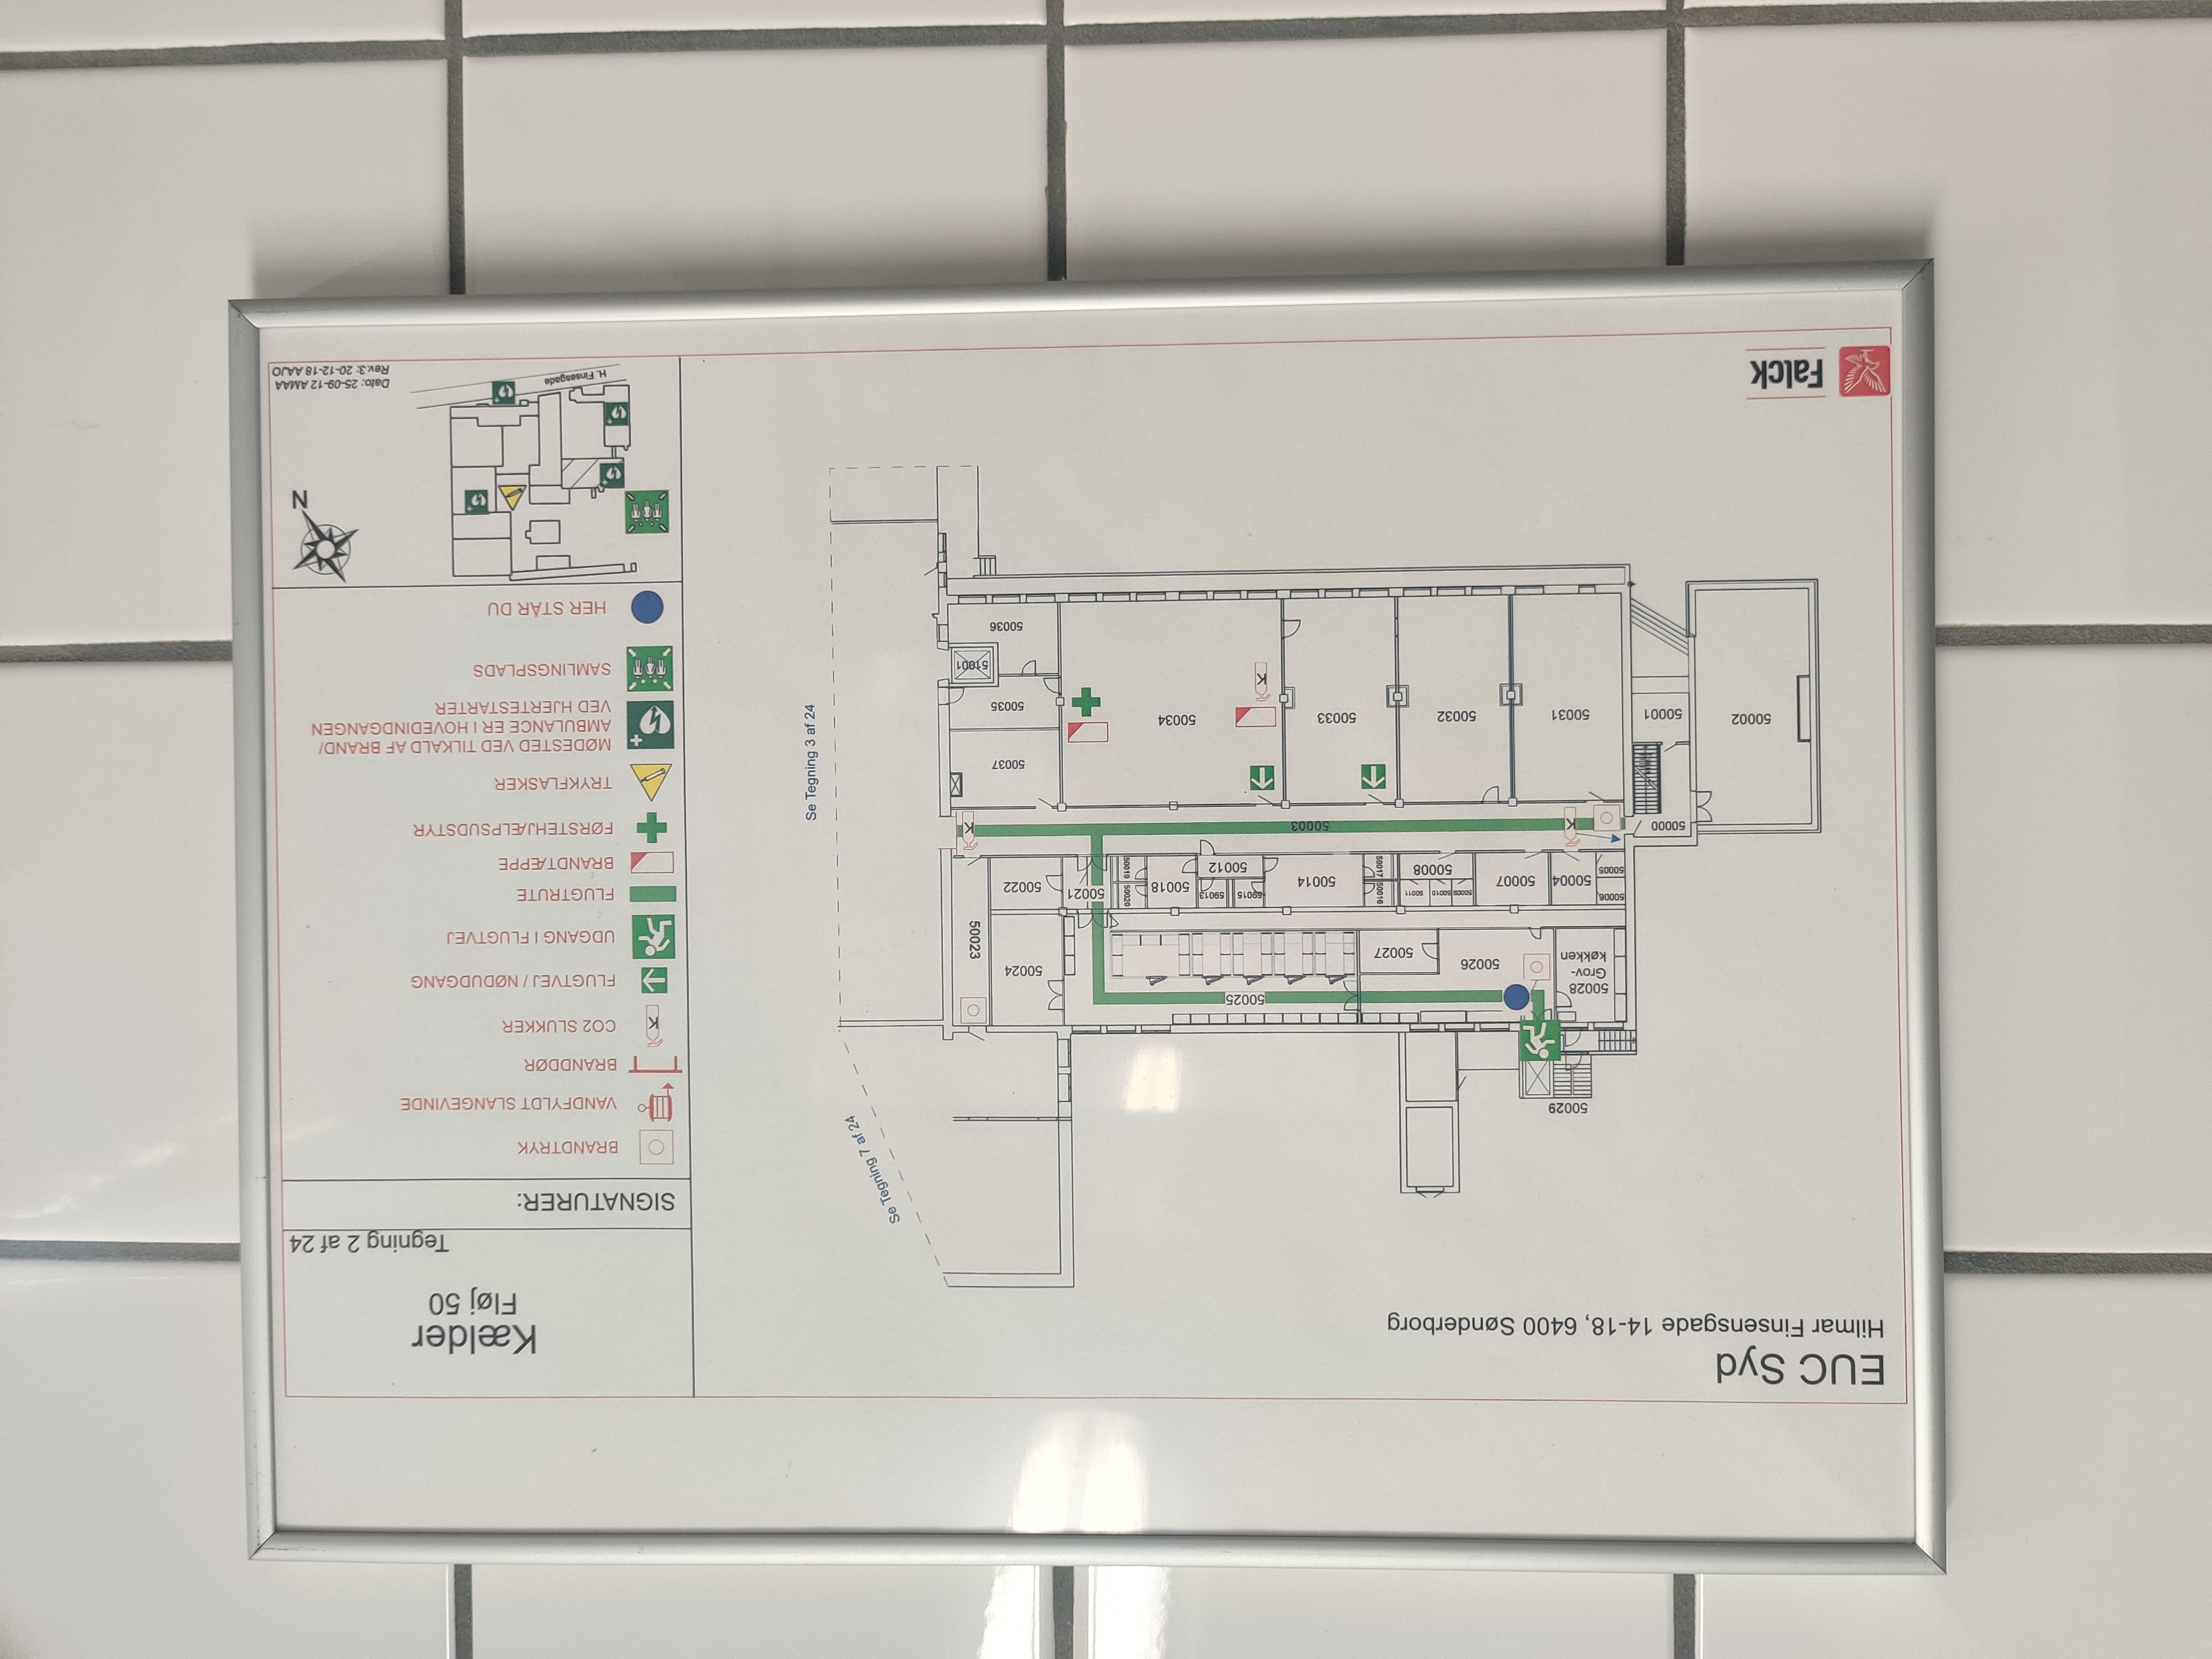 EUC Syd
Hilmar Finsensgade 14-18, 6400 Sønderborg
Kælder
Fløj 50
Tegning 2 af 24
SIGNATURER:
BRANDTRYK
VANDFYLDT SLANGEVINDE
BRANDDØR
K
CO2 SLUKKER
FLUGTVEJ / NØDUDGANG
UDGANG I FLUGTVEJ
FLUGTRUTE
BRANDTÆPPE
FØRSTEHJÆLPSUDSTYR
TRYKFLASKER
MØDESTED VED TILKALD AF BRAND/
AMBULANCE ER I HOVEDINDGANGEN
VED HJERTESTARTER
SAMLINGSPLADS
HER STÅR DU
Se Tegning 7 af 24
Se Tegning 3 af 24
50029
50028
Grov-
køkken
50026
50027
50025
50024
50023
50006
50005
50004
50007
50009
50010
50011
50008
50016
50017
50014
59015
59013
50012
50018
50020
50019
50021
50022
50000
K
50003
K
50002
50001
50031
50032
50033
50034
K
50037
50035
51001
50036
N
H. Finsesgade
Dato: 25-09-12 AMAA
Rev.3: 20-12-18 AAJO
Falck